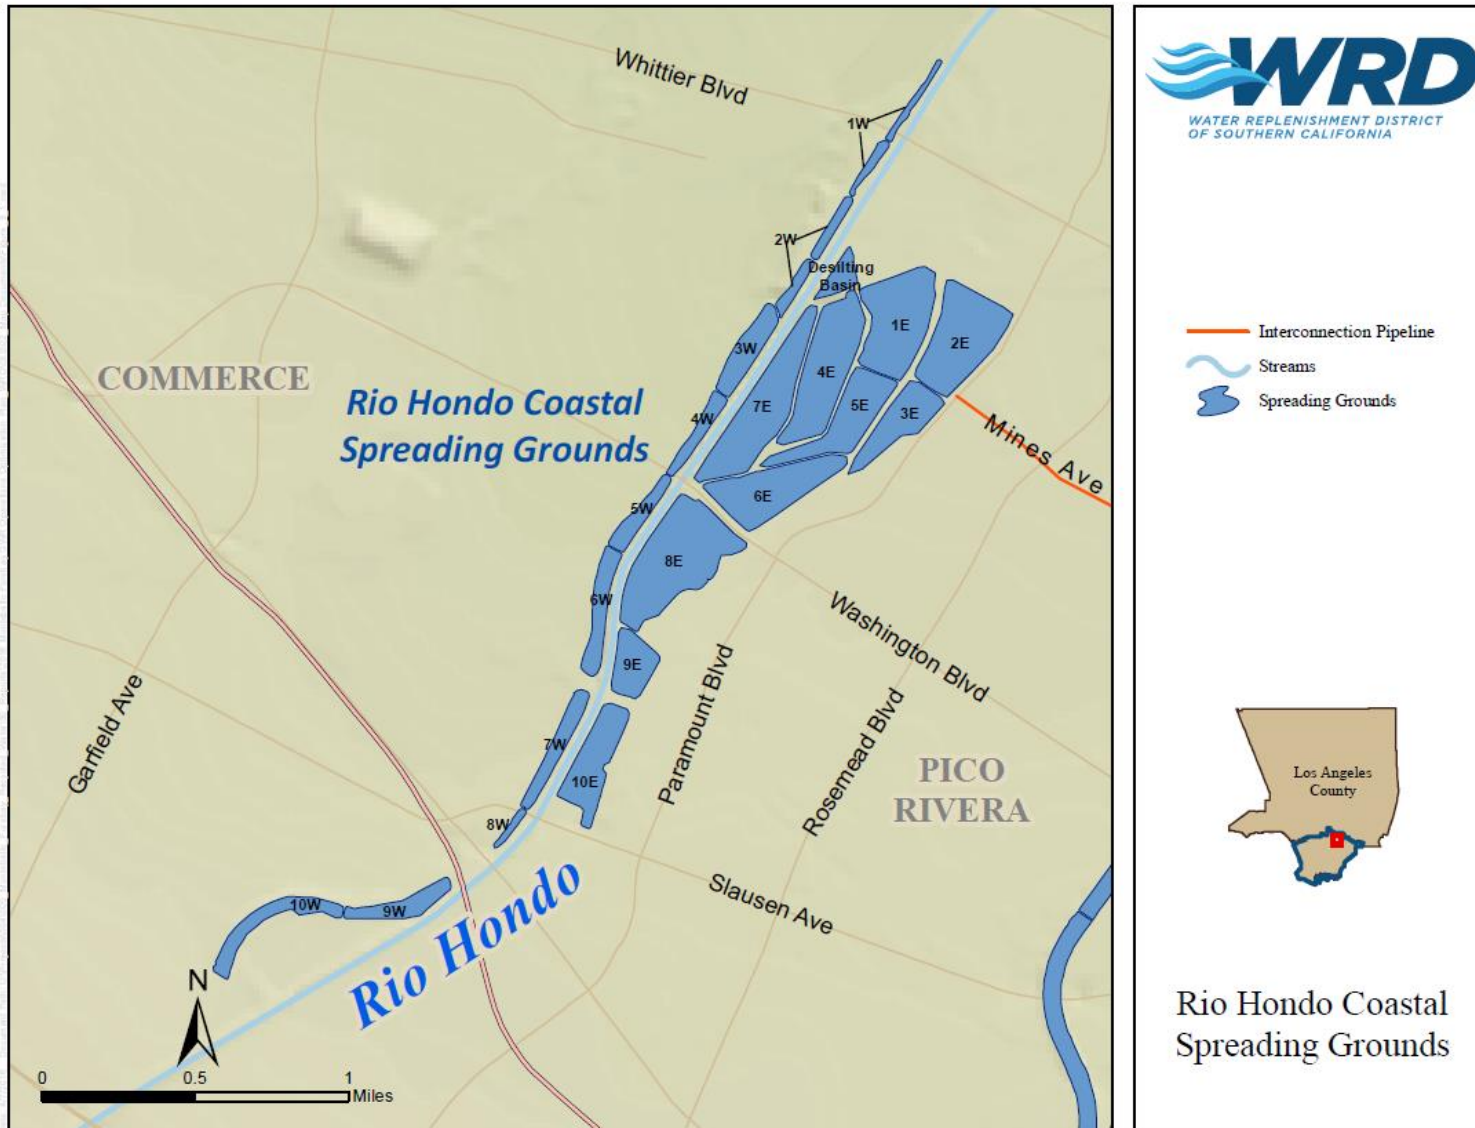 Whittier Blvd
1W
2W
Desilting
Basin
1E
2E
3W
4E
7E
5E
3E
4W
COMMERCE
Rio Hondo Coastal
Spreading Grounds
Mines Ave
6E
5W
8E
6W
Washington Blvd
9E
Garfield Ave
Paramount Blvd
Rosemead Blvd
7W
10E
PICO
RIVERA
8W
Slausen Ave
10W
9W
Rio Hondo
N
0
0.5
1
Miles
WRD
WATER REPLENISHMENT DISTRICT
OF SOUTHERN CALIFORNIA
Interconnection Pipeline
Streams
Spreading Grounds
Los Angeles
County
Rio Hondo Coastal
Spreading Grounds